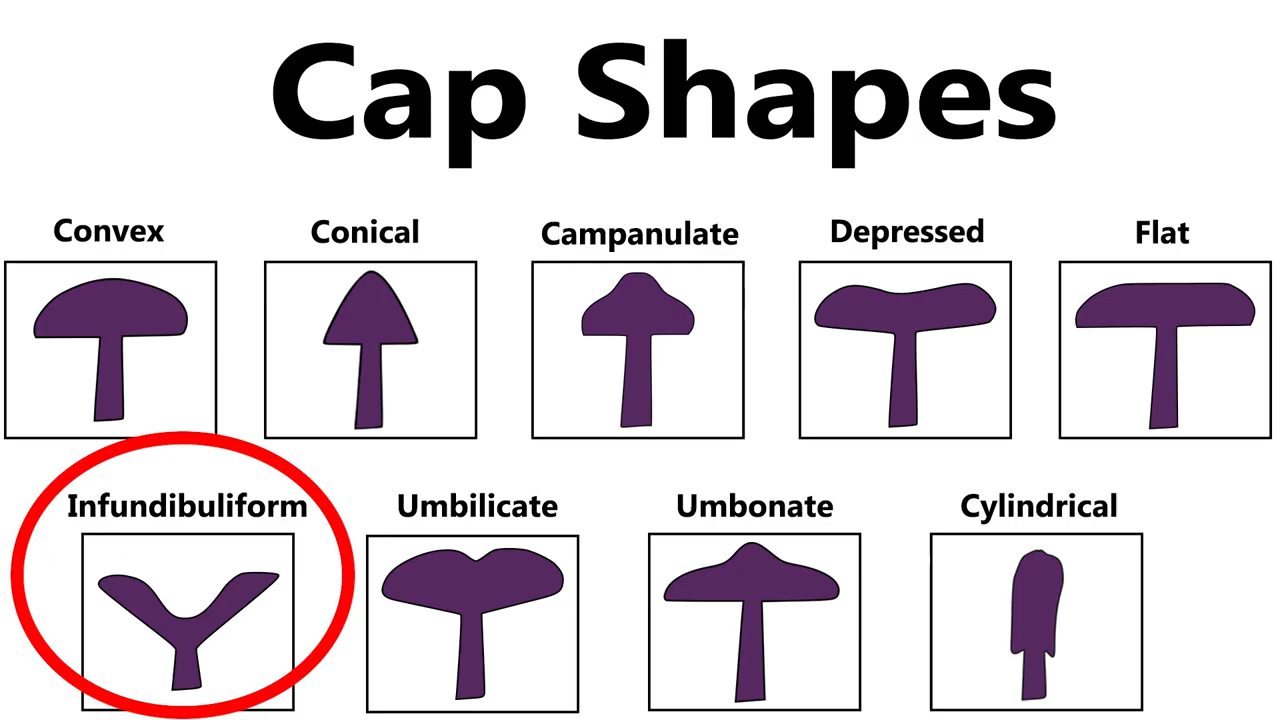 Cap Shapes
Convex Conical Campanulate Depressed Flat
Infundibuliform Umbilicate Umbonate Cylindrical